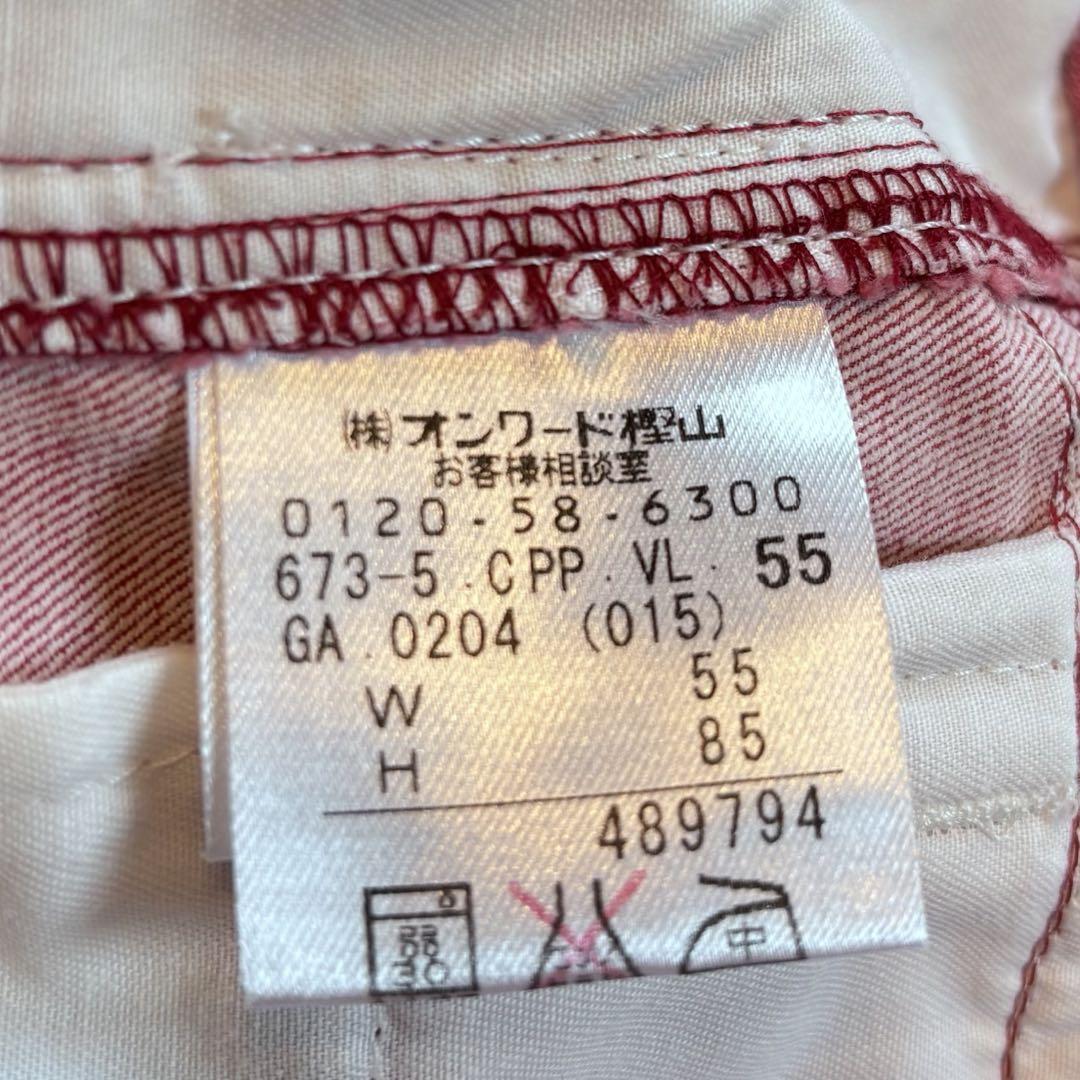 (株)オンワード樫山
お客様相談室
0120-58-6300
673-5.CPP.VL. 55
GA.0204 (015)
W 55
H 85
489794
中